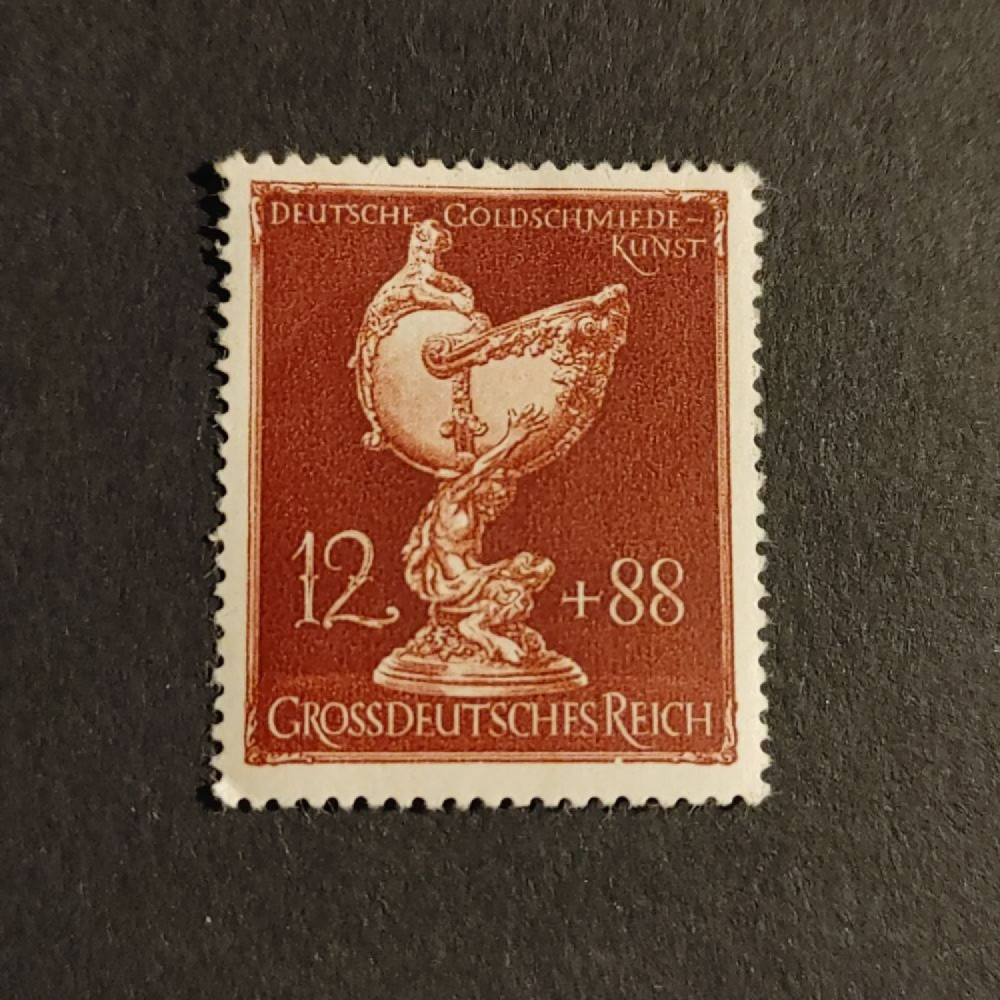 DEUTSCHE GOLDSCHMIEDE-
KUNST
12 +88
GROSSDEUTSCHES REICH